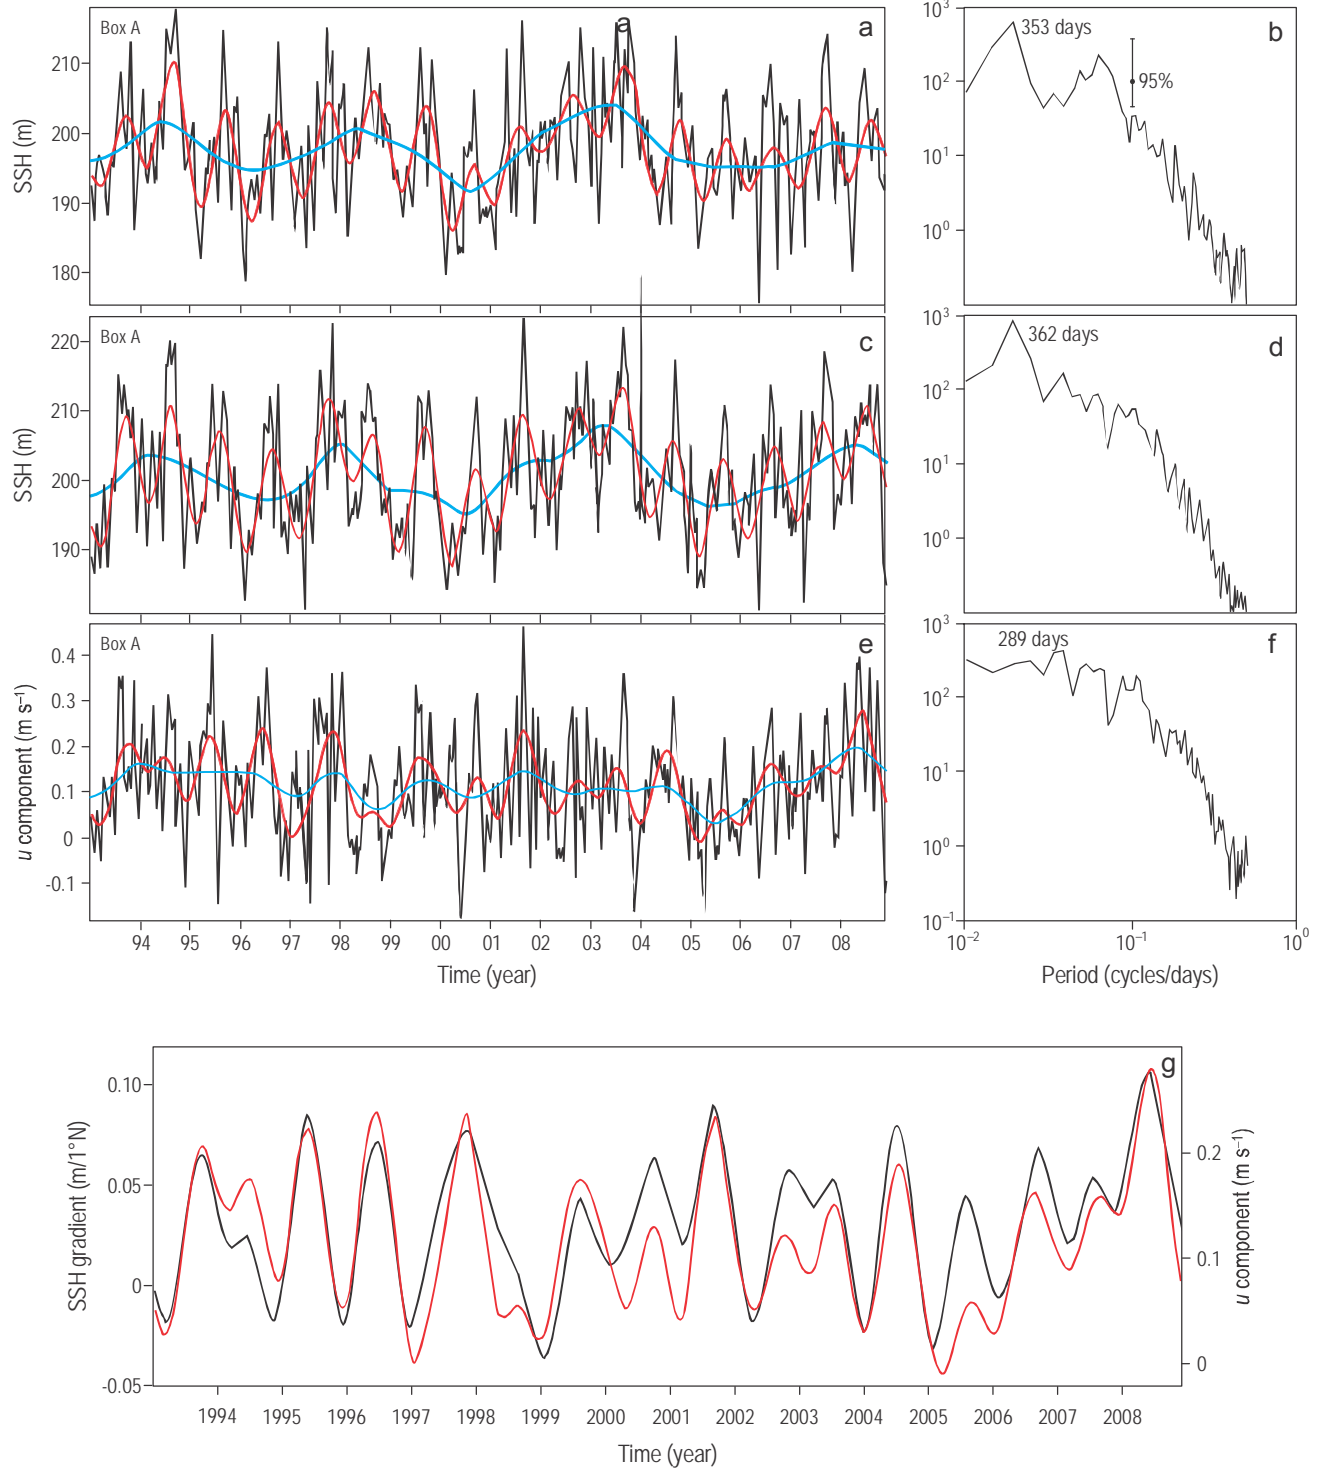 Box A
a
a
210
200
190
180
SSH (m)
10³
10²
10¹
10⁰
353 days
95%
b
Box A
c
220
210
200
190
SSH (m)
10³
10²
10¹
10⁰
362 days
d
Box A
e
0.4
0.3
0.2
0.1
0
-0.1
u component (m s⁻¹)
94 95 96 97 98 99 00 01 02 03 04 05 06 07 08
Time (year)
10³
10²
10¹
10⁰
10⁻¹
289 days
f
10⁻² 10⁻¹ 10⁰
Period (cycles/days)
g
0.10
0.05
0
-0.05
SSH gradient (m/1°N)
0.2
0.1
0
u component (m s⁻¹)
1994 1995 1996 1997 1998 1999 2000 2001 2002 2003 2004 2005 2006 2007 2008
Time (year)